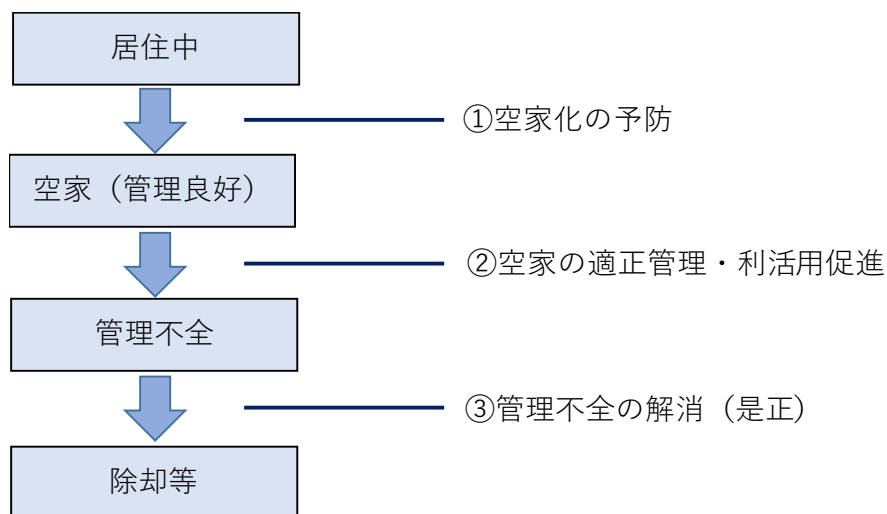 居住中
①空家化の予防
空家（管理良好）
②空家の適正管理・利活用促進
管理不全
③管理不全の解消（是正）
除却等